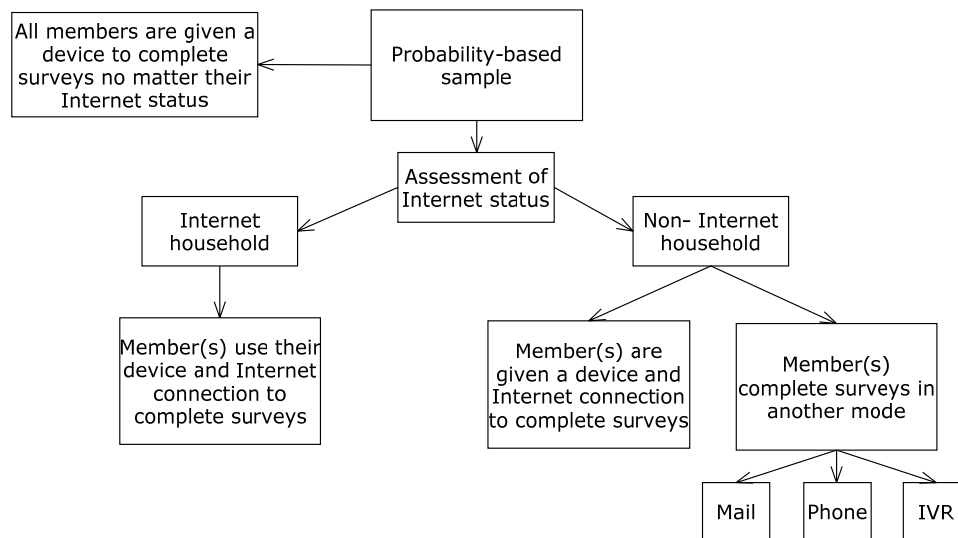 All members are given a
device to complete
surveys no matter their
Internet status
Probability-based
sample
Assessment of
Internet status
Internet
household
Non- Internet
household
Member(s) use their
device and Internet
connection to
complete surveys
Member(s) are
given a device and
Internet connection
to complete surveys
Member(s)
complete surveys in
another mode
Mail
Phone
IVR